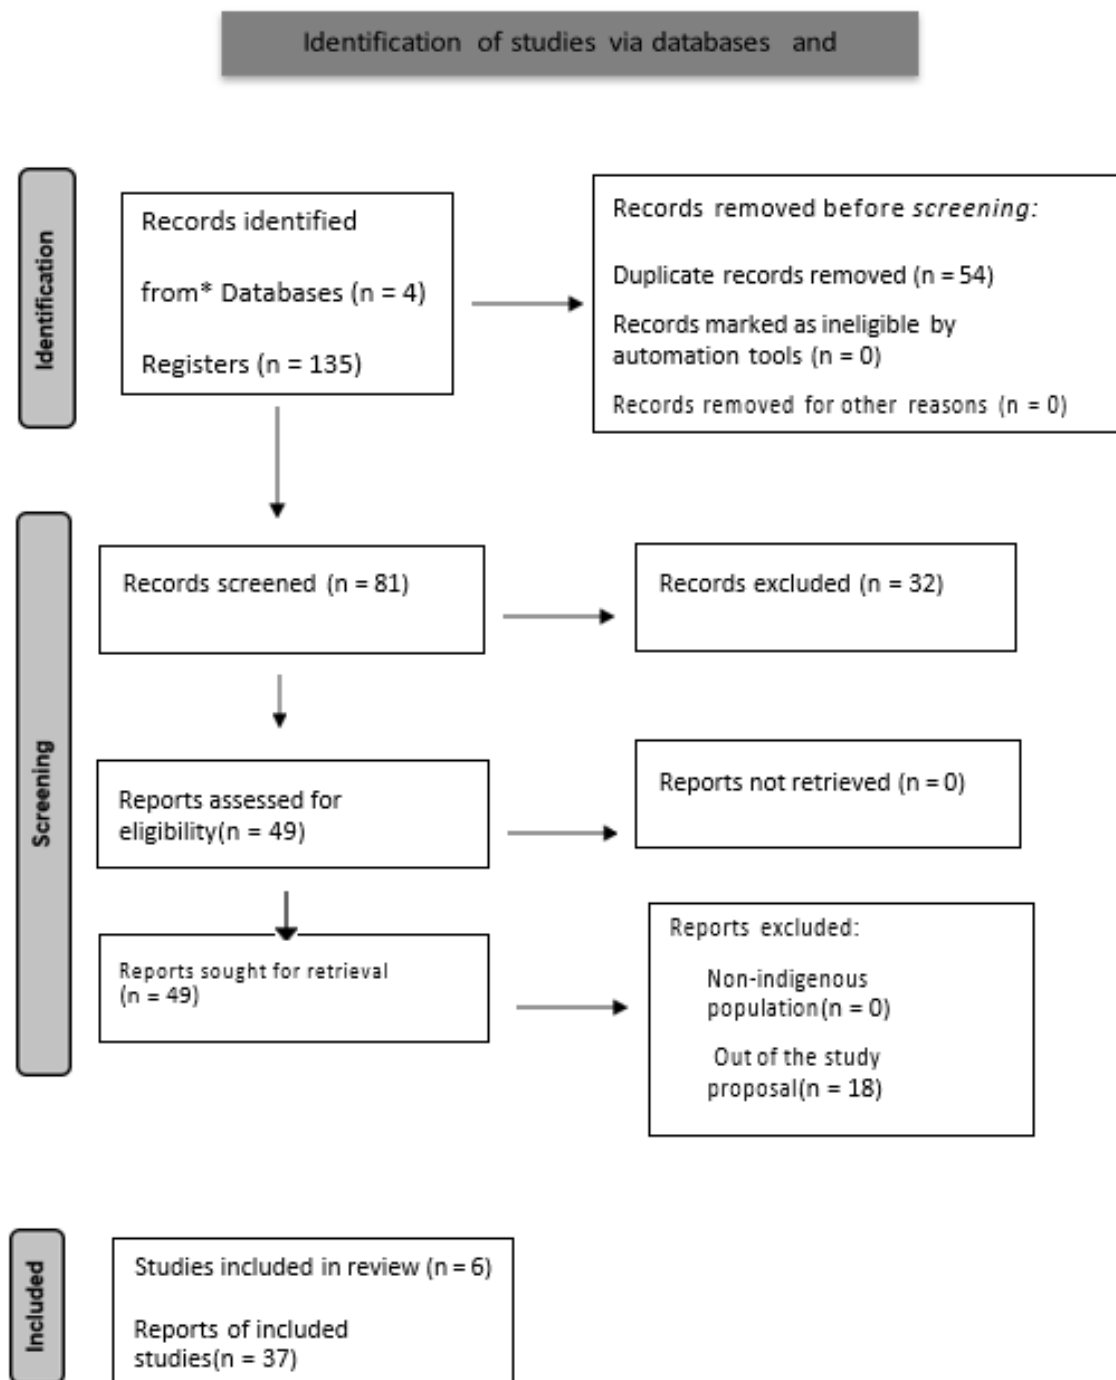 Identification of studies via databases and
Identification
Records identified
from* Databases (n = 4)
Registers (n = 135)
Records removed before screening:
Duplicate records removed (n = 54)
Records marked as ineligible by
automation tools (n = 0)
Records removed for other reasons (n = 0)
Screening
Records screened (n = 81)
Records excluded (n = 32)
Reports assessed for
eligibility(n = 49)
Reports not retrieved (n = 0)
Reports sought for retrieval
(n = 49)
Reports excluded:
Non-indigenous
population(n = 0)
Out of the study
proposal(n = 18)
Included
Studies included in review (n = 6)
Reports of included
studies(n = 37)